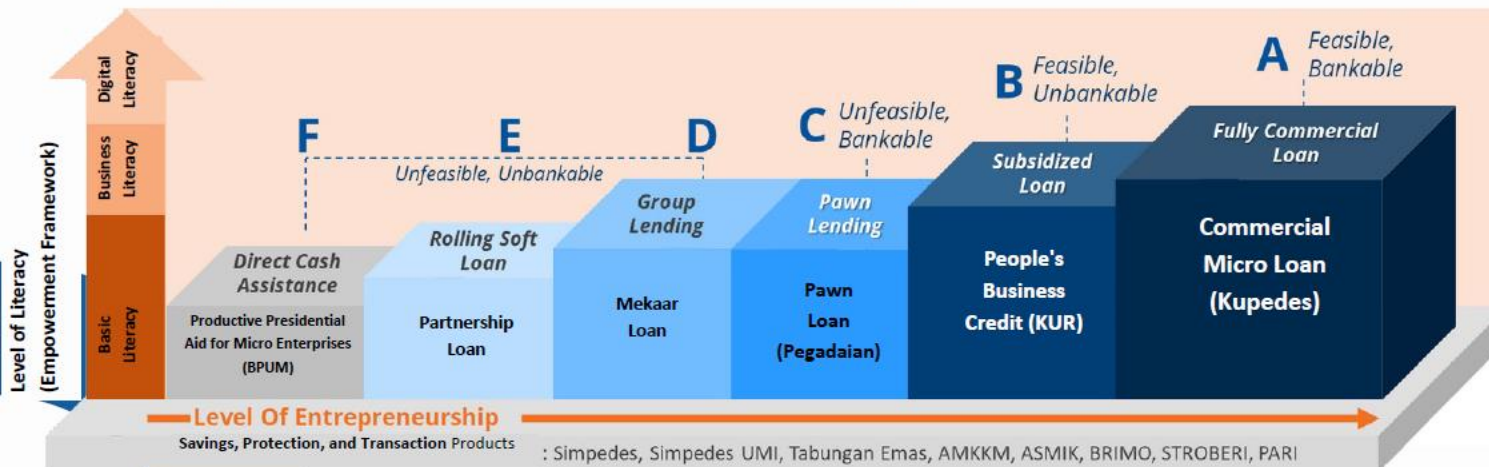 Level of Literacy
(Empowerment Framework)
Digital
Literacy
Business
Literacy
Basic
Literacy
F
E
D
Unfeasible, Unbankable
C
Unfeasible,
Bankable
B
Feasible,
Unbankable
A
Feasible,
Bankable
Direct Cash
Assistance
Productive Presidential
Aid for Micro Enterprises
(BPUM)
Rolling Soft
Loan
Partnership
Loan
Group
Lending
Mekaar
Loan
Pawn
Lending
Pawn
Loan
(Pegadaian)
Subsidized
Loan
People's
Business
Credit (KUR)
Fully Commercial
Loan
Commercial
Micro Loan
(Kupedes)
Level Of Entrepreneurship
Savings, Protection, and Transaction Products : Simpedes, Simpedes UMI, Tabungan Emas, AMKKM, ASMIK, BRIMO, STROBERI, PARI